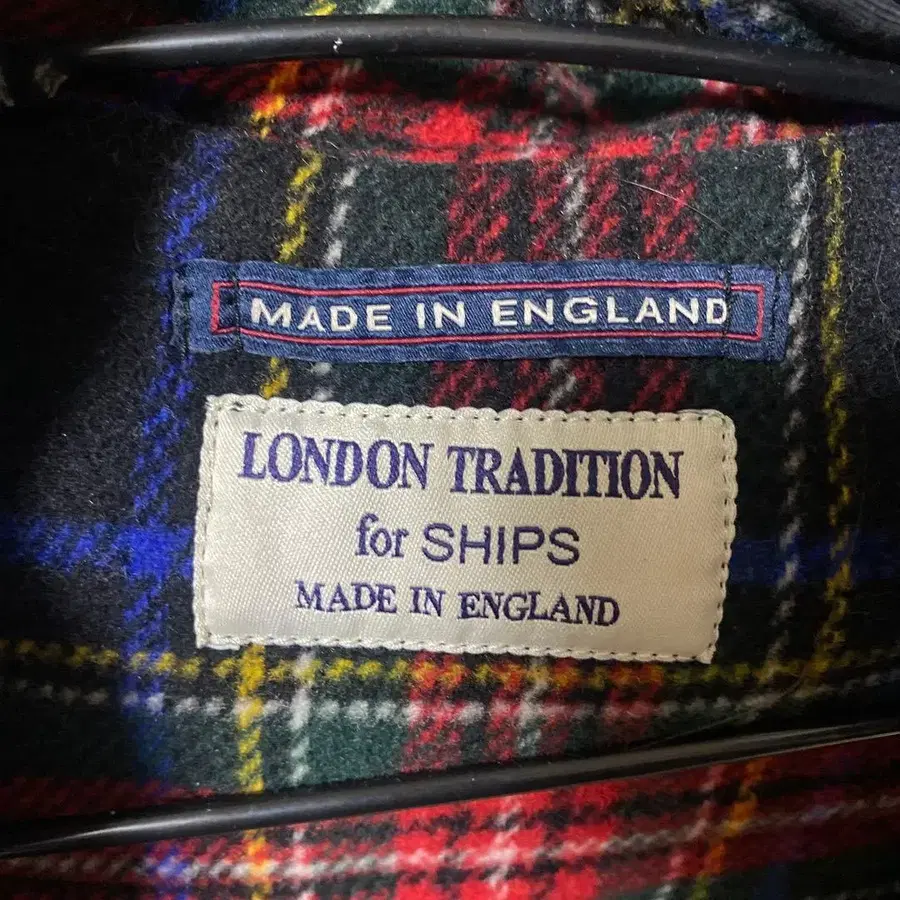 MADE IN ENGLAND
LONDON TRADITION
for SHIPS
MADE IN ENGLAND